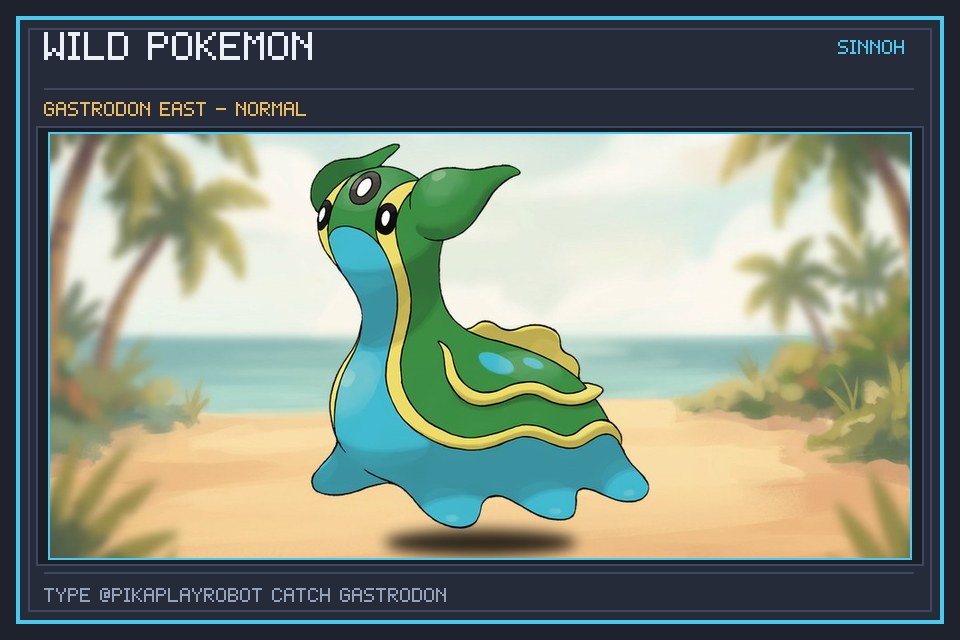 WILD POKEMON
SINNOH
GASTRODON EAST - NORMAL
TYPE @PIKAPLAYROBOT CATCH GASTRODON